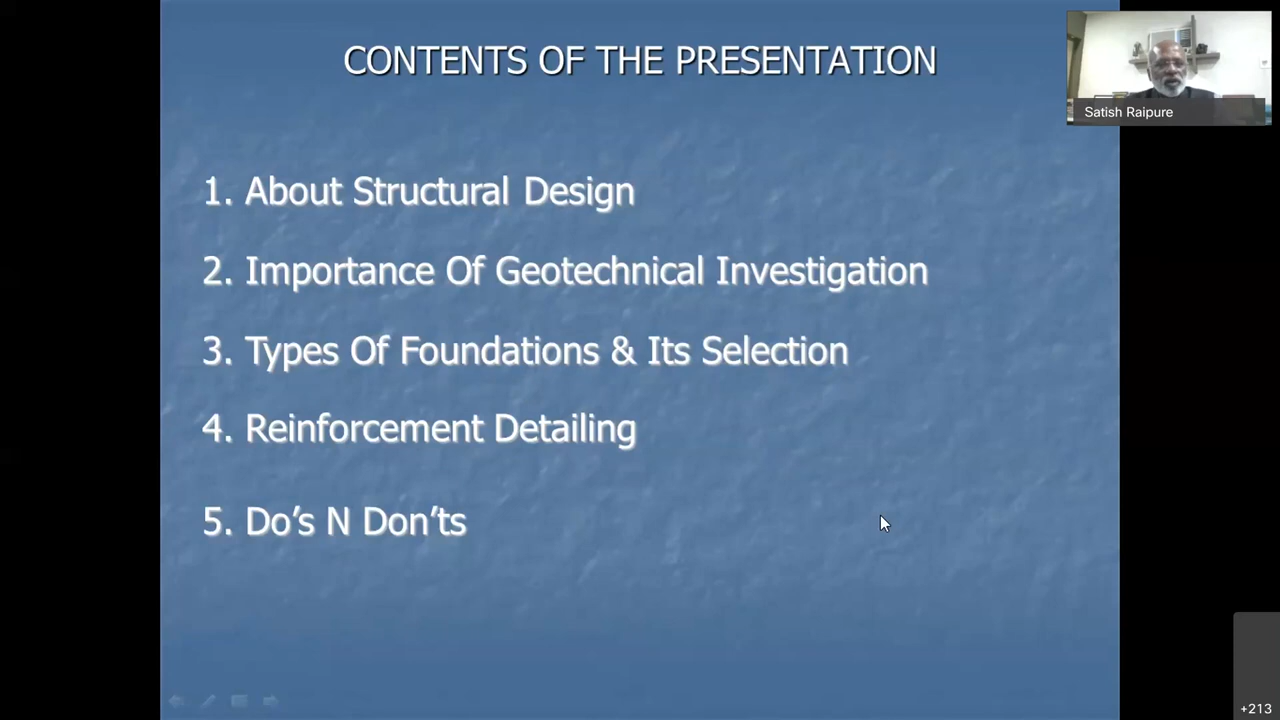 CONTENTS OF THE PRESENTATION
Satish Raipure
1. About Structural Design
2. Importance Of Geotechnical Investigation
3. Types Of Foundations & Its Selection
4. Reinforcement Detailing
5. Do’s N Don’ts
+213